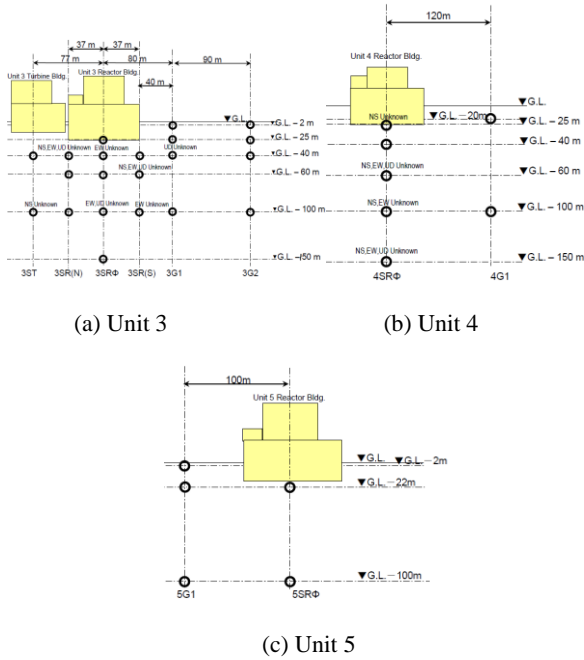 37 m 37 m
77 m 80 m 90 m
40 m
Unit 3 Turbine Bldg. Unit 3 Reactor Bldg.
▼G.L.
▼G.L.-2 m
▼G.L.-25 m
NS,EW,UD Unknown EW Unknown UD Unknown
▼G.L.-40 m
NS,EW,UD Unknown
▼G.L.-60 m
NS Unknown EW,UD Unknown EW Unknown
▼G.L.-100 m
▼G.L.-150 m
3ST 3SR(N) 3SRΦ 3SR(S) 3G1 3G2
(a) Unit 3
120m
Unit 4 Reactor Bldg.
▼G.L.
NS Unknown ▼G.L.-20m
▼G.L.-25 m
▼G.L.-40 m
NS,EW,UD Unknown
▼G.L.-60 m
NS,EW Unknown
▼G.L.-100 m
NS,EW,UD Unknown
▼G.L.-150 m
4SRΦ 4G1
(b) Unit 4
100m
Unit 5 Reactor Bldg.
▼G.L. ▼G.L.-2m
▼G.L.-22m
▼G.L.-100m
5G1 5SRΦ
(c) Unit 5